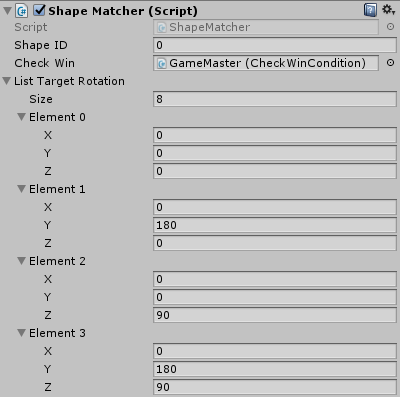 Shape Matcher (Script)
Script ShapeMatcher
Shape ID 0
Check Win GameMaster (CheckWinCondition)
List Target Rotation
Size 8
Element 0
X 0
Y 0
Z 0
Element 1
X 0
Y 180
Z 0
Element 2
X 0
Y 0
Z 90
Element 3
X 0
Y 180
Z 90